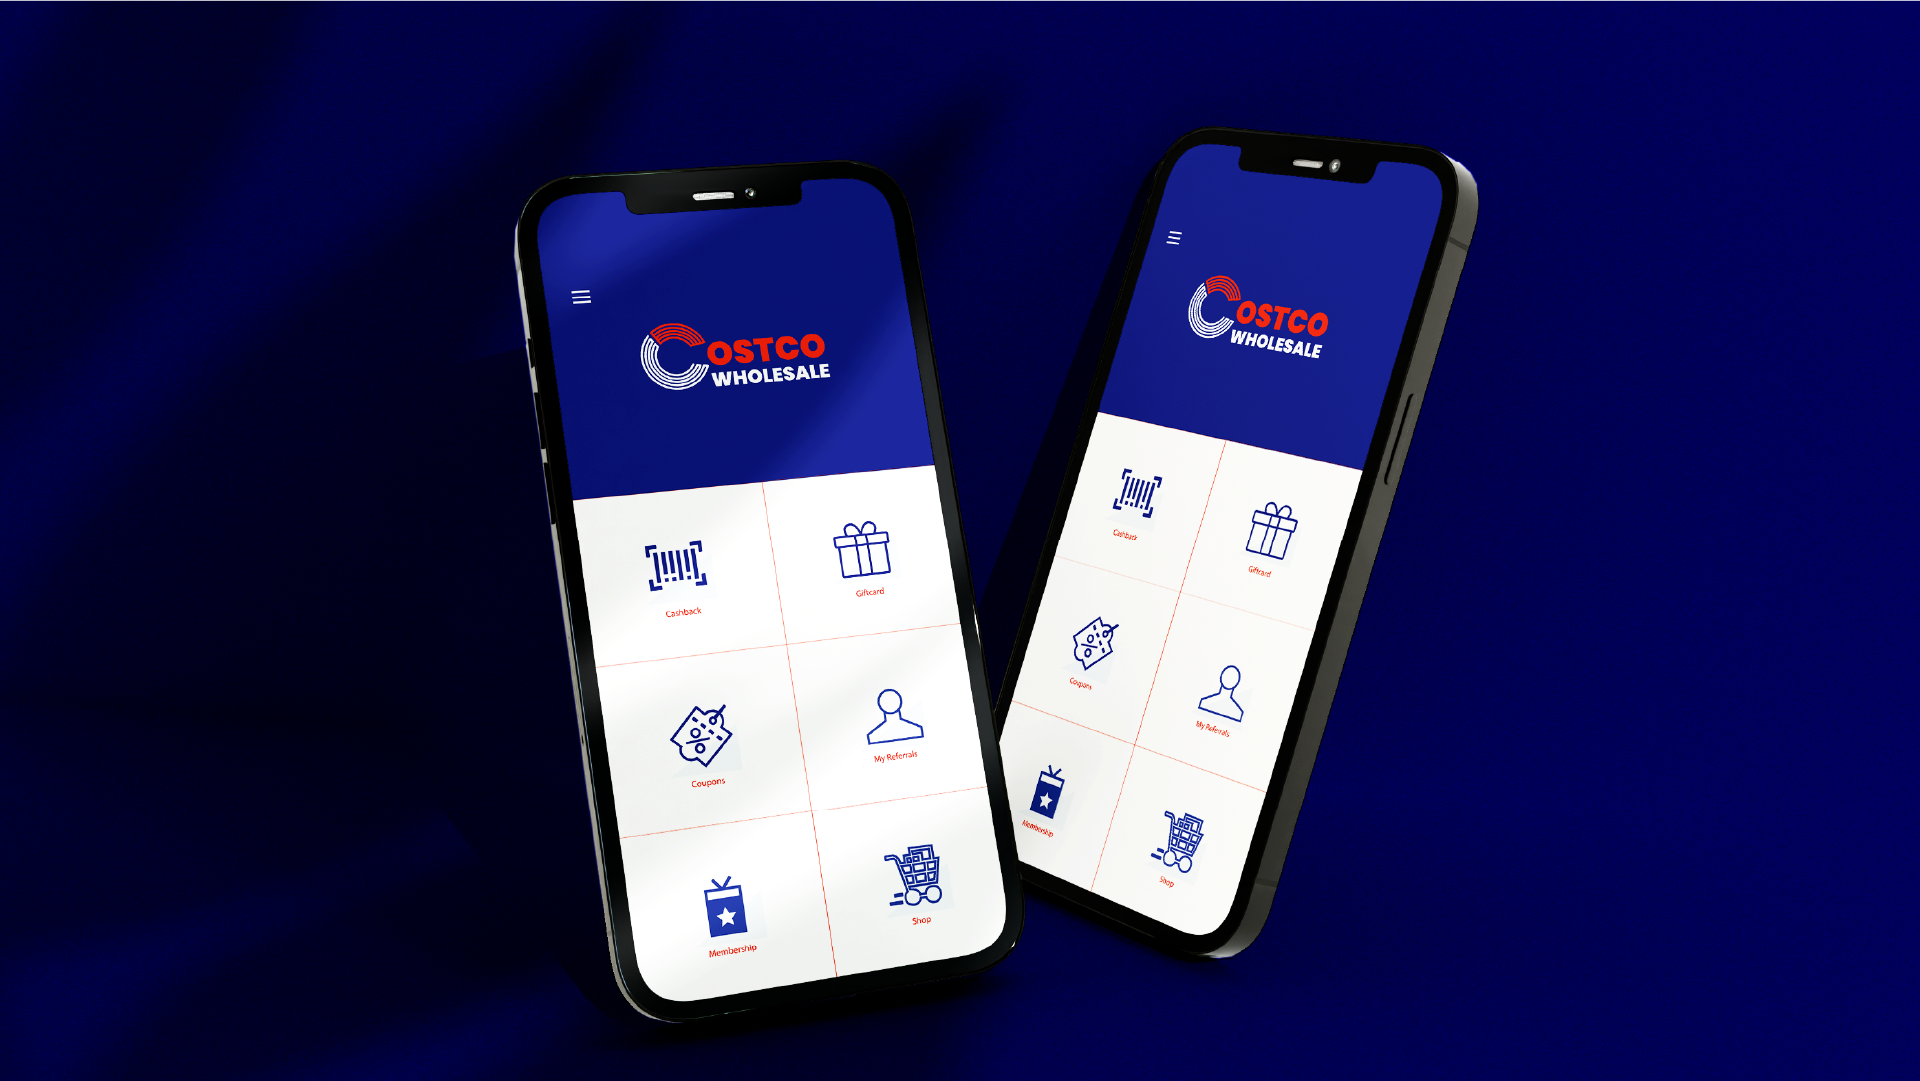 COSTCO
WHOLESALE
Cashback
Giftcard
Coupons
My Referrals
Membership
Shop
COSTCO
WHOLESALE
Cashback
Giftcard
Coupons
My Referrals
Membership
Shop